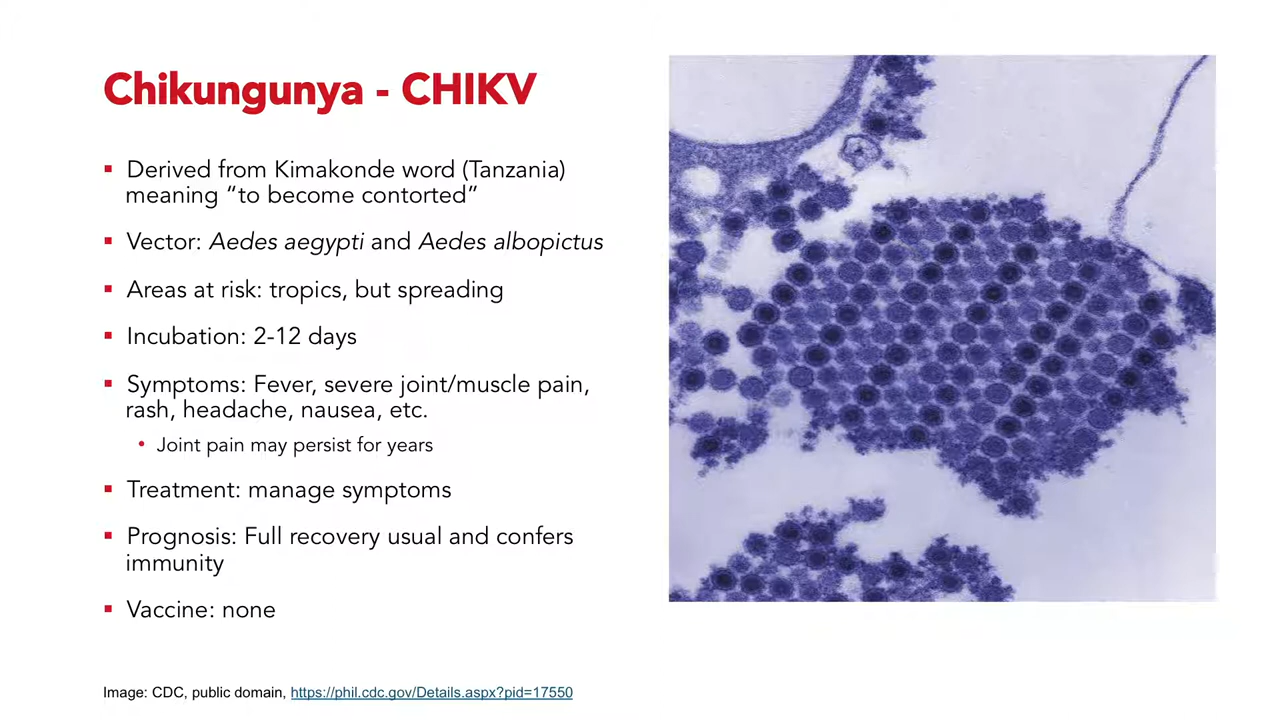 Chikungunya - CHIKV
▪ Derived from Kimakonde word (Tanzania)
meaning “to become contorted”
▪ Vector: Aedes aegypti and Aedes albopictus
▪ Areas at risk: tropics, but spreading
▪ Incubation: 2-12 days
▪ Symptoms: Fever, severe joint/muscle pain,
rash, headache, nausea, etc.
• Joint pain may persist for years
▪ Treatment: manage symptoms
▪ Prognosis: Full recovery usual and confers
immunity
▪ Vaccine: none
Image: CDC, public domain, https://phil.cdc.gov/Details.aspx?pid=17550